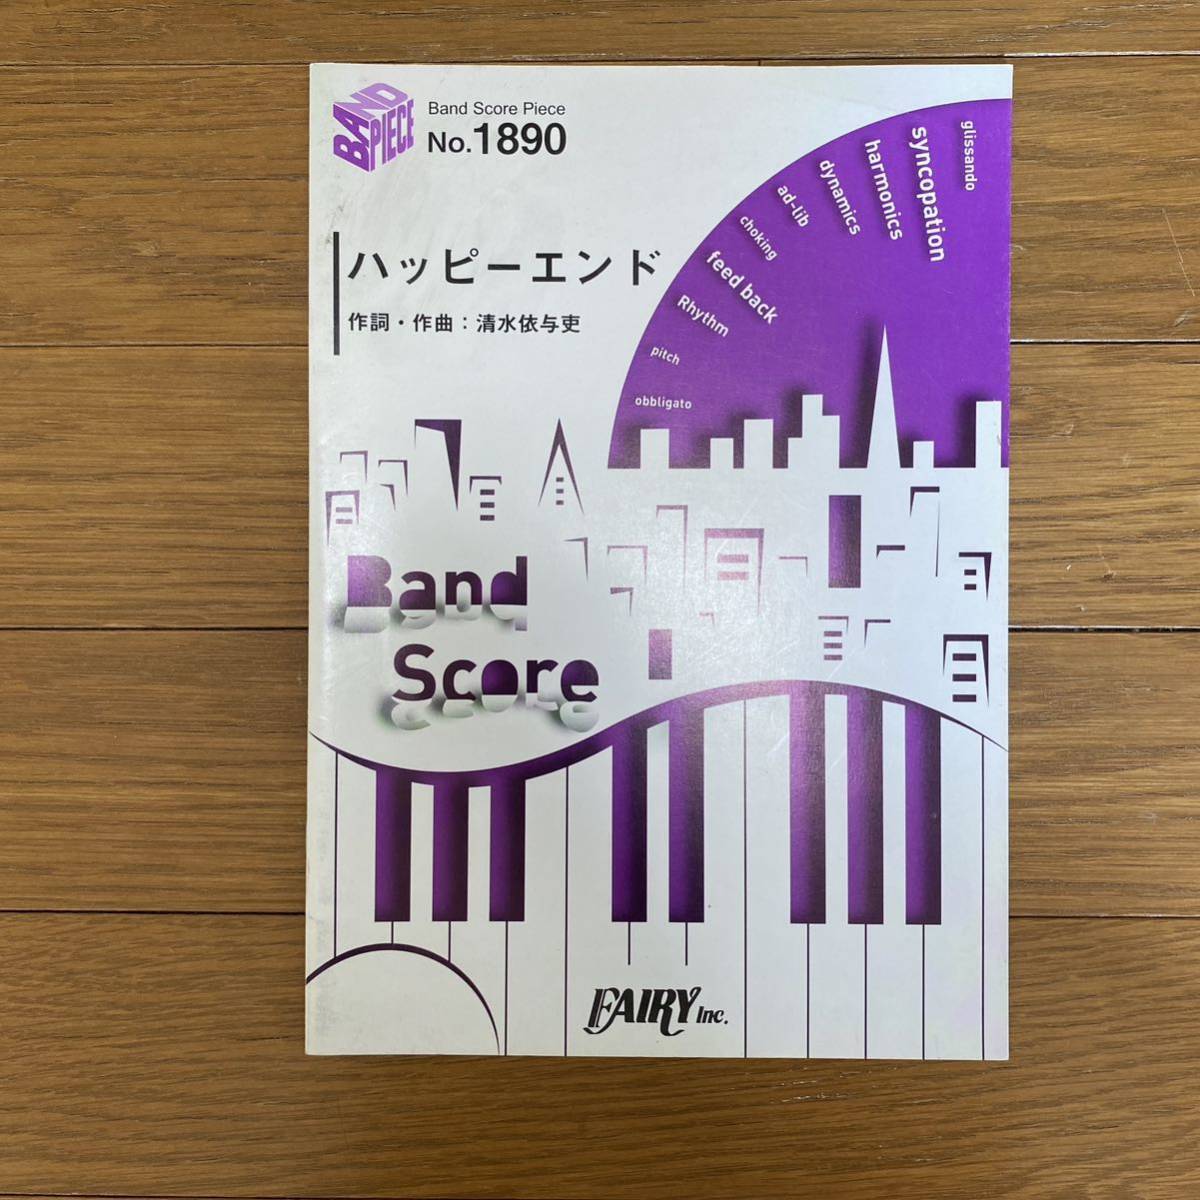 BAND PIECE
Band Score Piece
No.1890
ハッピーエンド
作詞・作曲：清水依与吏
glissando
syncopation
harmonics
dynamics
ad-lib
choking
feed back
Rhythm
pitch
obbligato
Band
Score
FAIRY Inc.